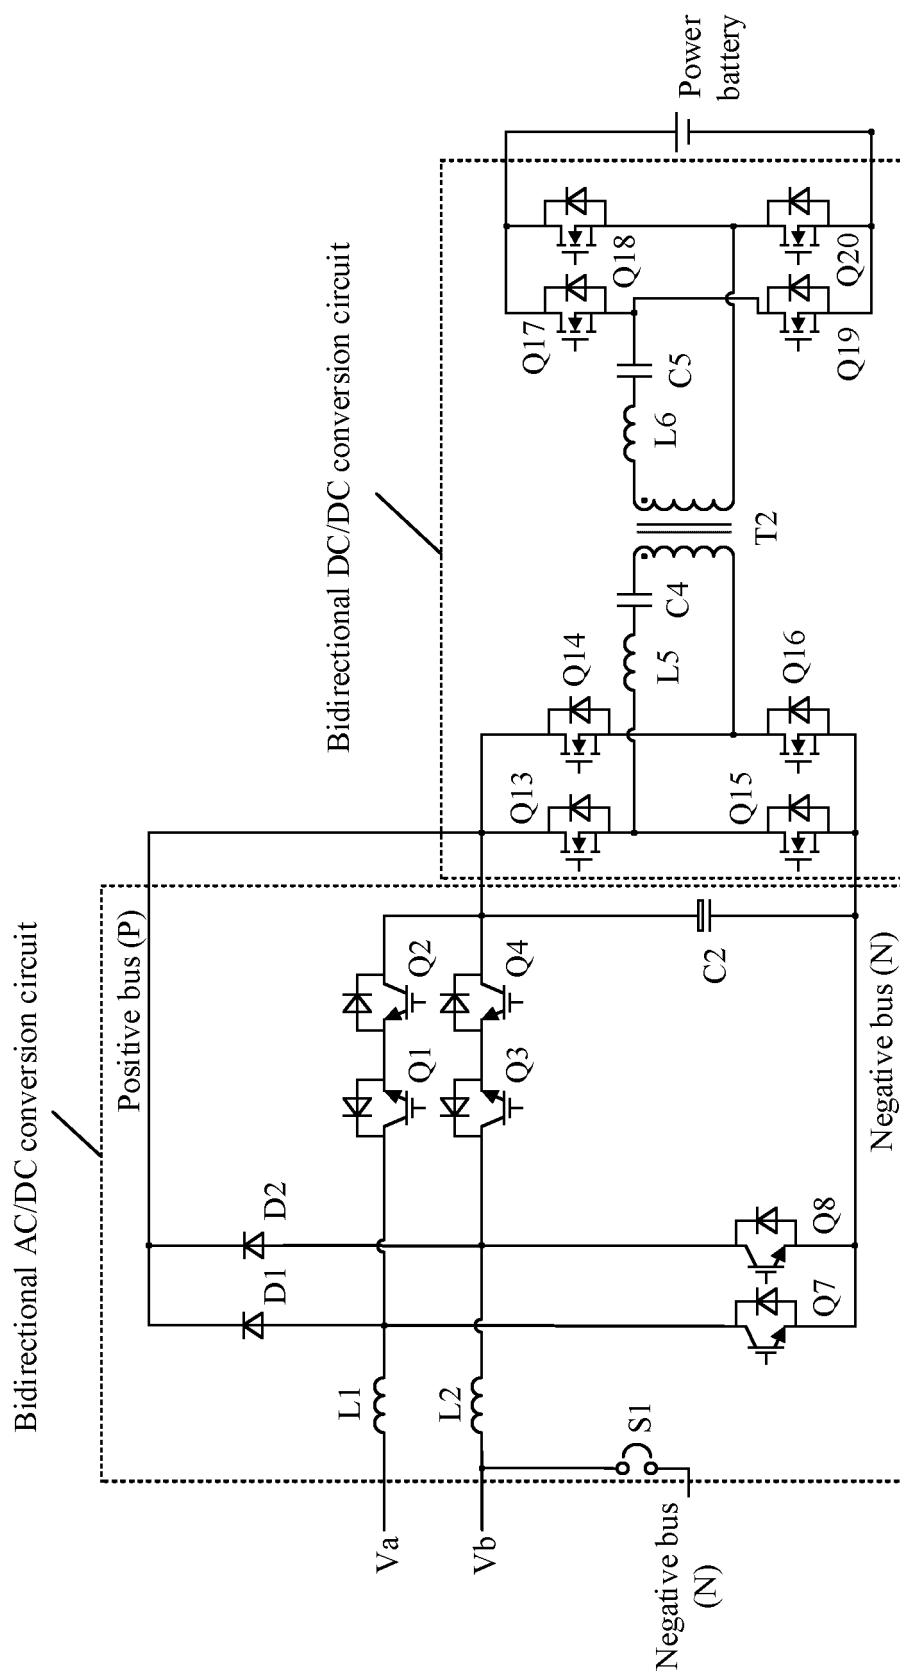 Bidirectional AC/DC conversion circuit
Bidirectional DC/DC conversion circuit
Positive bus (P)
D1
D2
L1
L2
Q1
Q2
Q3
Q4
Va
Vb
S1
Negative bus
(N)
Q7
Q8
C2
Negative bus (N)
Q13
Q14
Q15
Q16
L5
C4
T2
L6
C5
Q17
Q18
Q19
Q20
Power
battery